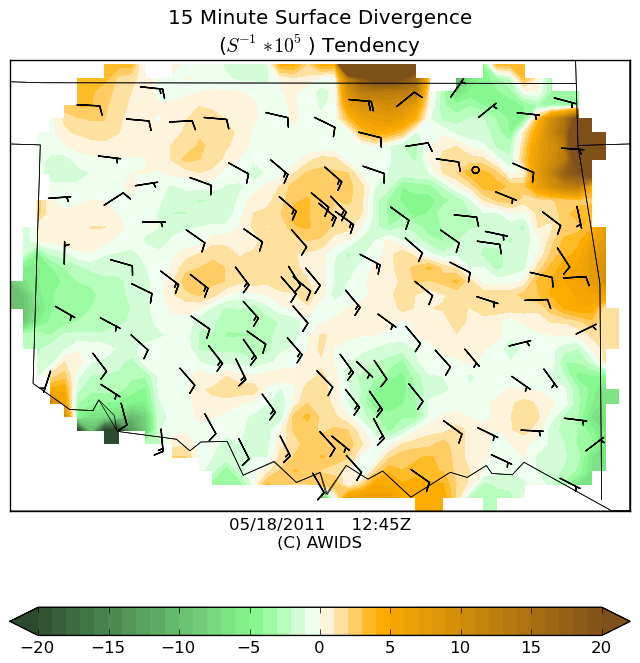 15 Minute Surface Divergence
(S⁻¹ ∗10⁵ ) Tendency
05/18/2011 12:45Z
(C) AWIDS
−20 −15 −10 −5 0 5 10 15 20